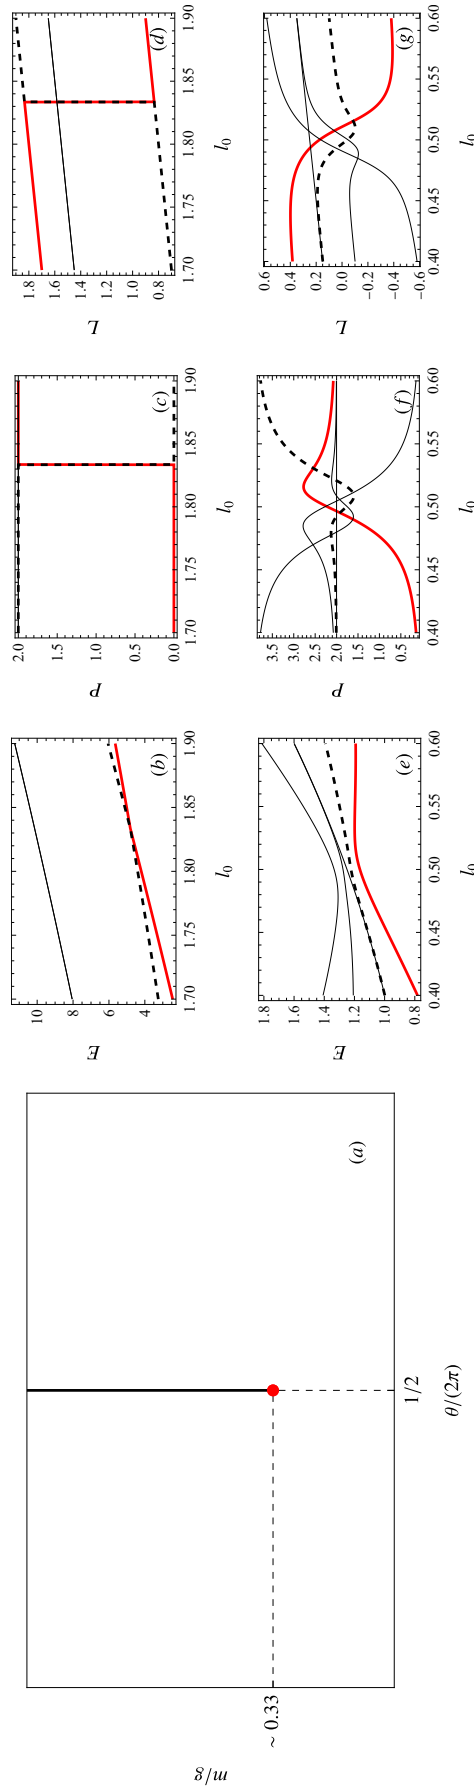 m/g
~ 0.33
1/2
θ/(2π)
(a)
E
10
8
6
4
1.70 1.75 1.80 1.85 1.90
l0
(b)
P
2.0
1.5
1.0
0.5
0.0
1.70 1.75 1.80 1.85 1.90
l0
(c)
L
1.8
1.6
1.4
1.2
1.0
0.8
1.70 1.75 1.80 1.85 1.90
l0
(d)
E
1.8
1.6
1.4
1.2
1.0
0.8
0.40 0.45 0.50 0.55 0.60
l0
(e)
P
3.5
3.0
2.5
2.0
1.5
1.0
0.5
0.40 0.45 0.50 0.55 0.60
l0
(f)
L
0.6
0.4
0.2
0.0
−0.2
−0.4
−0.6
0.40 0.45 0.50 0.55 0.60
l0
(g)